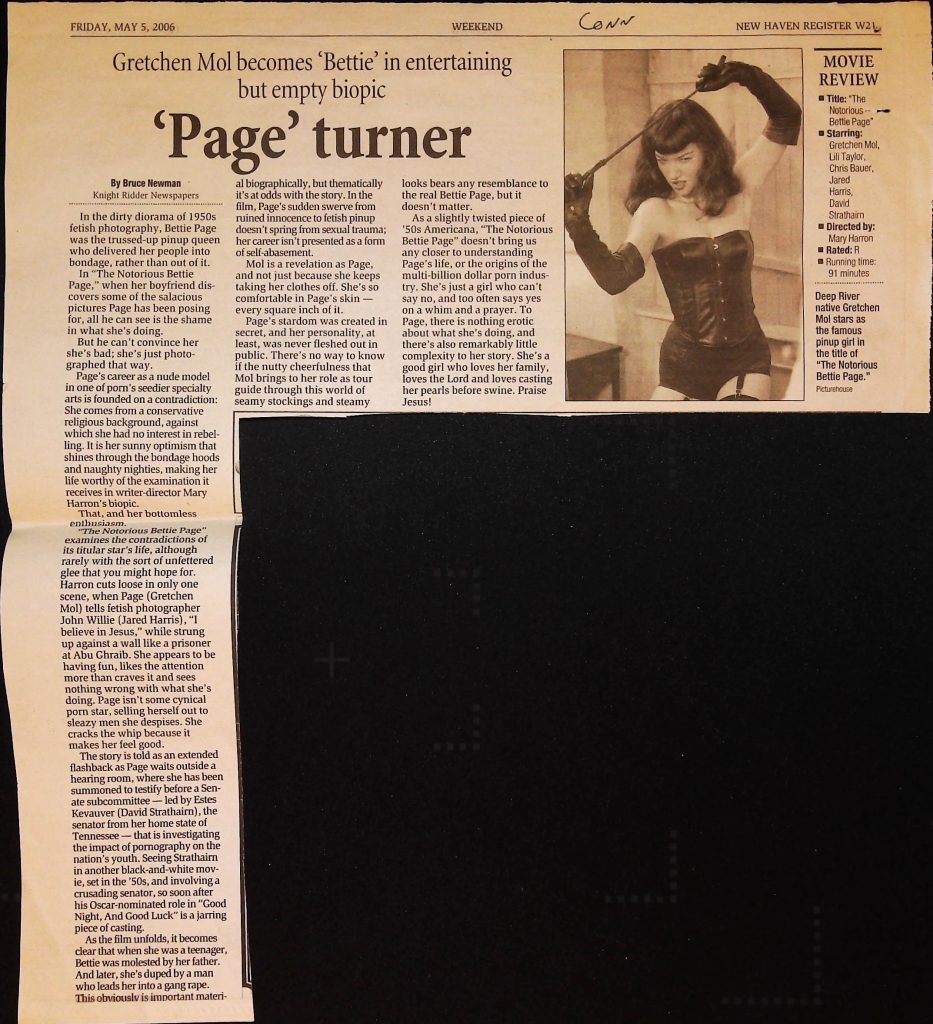 FRIDAY, MAY 5, 2006
WEEKEND
CONN
NEW HAVEN REGISTER W21
Gretchen Mol becomes ‘Bettie’ in entertaining
but empty biopic
‘Page’ turner
By Bruce Newman
Knight Ridder Newspapers
In the dirty diorama of 1950s
fetish photography, Bettie Page
was the trussed-up pinup queen
who delivered her people into
bondage, rather than out of it.
In “The Notorious Bettie
Page,” when her boyfriend dis-
covers some of the salacious
pictures Page has been posing
for, all he can see is the shame
in what she’s doing.
But he can’t convince her
she’s bad; she’s just photo-
graphed that way.
Page’s career as a nude model
in one of porn’s seedier specialty
arts is founded on a contradiction:
She comes from a conservative
religious background, against
which she had no interest in rebel-
ling. It is her sunny optimism that
shines through the bondage hoods
and naughty nighties, making her
life worthy of the examination it
receives in writer-director Mary
Harron’s biopic.
That, and her bottomless
enthusiasm.
“The Notorious Bettie Page”
examines the contradictions of
its titular star’s life, although
rarely with the sort of unfettered
glee that you might hope for.
Harron cuts loose in only one
scene, when Page (Gretchen
Mol) tells fetish photographer
John Willie (Jared Harris), “I
believe in Jesus,” while strung
up against a wall like a prisoner
at Abu Ghraib. She appears to be
having fun, likes the attention
more than craves it and sees
nothing wrong with what she’s
doing. Page isn’t some cynical
porn star, selling herself out to
sleazy men she despises. She
cracks the whip because it
makes her feel good.
The story is told as an extended
flashback as Page waits outside a
hearing room, where she has been
summoned to testify before a Sen-
ate subcommittee — led by Estes
Kevauver (David Strathairn), the
senator from her home state of
Tennessee — that is investigating
the impact of pornography on the
nation’s youth. Seeing Strathairn
in another black-and-white mov-
ie, set in the ’50s, and involving a
crusading senator, so soon after
his Oscar-nominated role in “Good
Night, And Good Luck” is a jarring
piece of casting.
As the film unfolds, it becomes
clear that when she was a teenager,
Bettie was molested by her father.
And later, she’s duped by a man
who leads her into a gang rape.
This obviously is important materi-
al biographically, but thematically
it’s at odds with the story. In the
film, Page’s sudden swerve from
ruined innocence to fetish pinup
doesn’t spring from sexual trauma;
her career isn’t presented as a form
of self-abasement.
Mol is a revelation as Page,
and not just because she keeps
taking her clothes off. She’s so
comfortable in Page’s skin —
every square inch of it.
Page’s stardom was created in
secret, and her personality, at
least, was never fleshed out in
public. There’s no way to know
if the nutty cheerfulness that
Mol brings to her role as tour
guide through this world of
seamy stockings and steamy
looks bears any resemblance to
the real Bettie Page, but it
doesn’t matter.
As a slightly twisted piece of
’50s Americana, “The Notorious
Bettie Page” doesn’t bring us
any closer to understanding
Page’s life, or the origins of the
multi-billion dollar porn indus-
try. She’s just a girl who can’t
say no, and too often says yes
on a whim and a prayer. To
Page, there is nothing erotic
about what she’s doing, and
there’s also remarkably little
complexity to her story. She’s a
good girl who loves her family,
loves the Lord and loves casting
her pearls before swine. Praise
Jesus!
MOVIE
REVIEW
■ Title: “The
Notorious
Bettie Page”
■ Starring:
Gretchen Mol,
Lili Taylor,
Chris Bauer,
Jared
Harris,
David
Strathairn
■ Directed by:
Mary Harron
■ Rated: R
■ Running time:
91 minutes
Deep River
native Gretchen
Mol stars as
the famous
pinup girl in
the title of
“The Notorious
Bettie Page.”
Picturehouse